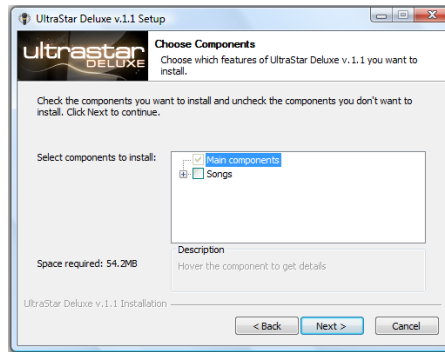 UltraStar Deluxe v.1.1 Setup
ultrastar
DELUXE
Choose Components
Choose which features of UltraStar Deluxe v.1.1 you want to
install.
Check the components you want to install and uncheck the components you don't want to
install. Click Next to continue.
Select components to install:
Main components
Songs
Space required: 54.2MB
Description
Hover the component to get details
UltraStar Deluxe v.1.1 Installation
< Back
Next >
Cancel